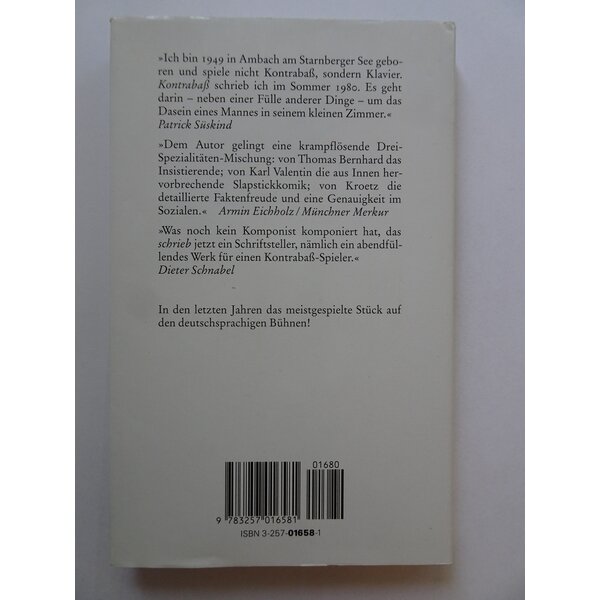 »Ich bin 1949 in Ambach am Starnberger See gebo-
ren und spiele nicht Kontrabaß, sondern Klavier.
Kontrabaß schrieb ich im Sommer 1980. Es geht
darin – neben einer Fülle anderer Dinge – um das
Dasein eines Mannes in seinem kleinen Zimmer.«
Patrick Süskind
»Dem Autor gelingt eine krampflösende Drei-
Spezialitäten-Mischung: von Thomas Bernhard das
Insistierende; von Karl Valentin die aus Innen her-
vorbrechende Slapstickkomik; von Kroetz die
detaillierte Faktenfreude und eine Genauigkeit im
Sozialen.« Armin Eichholz / Münchner Merkur
»Was noch kein Komponist komponiert hat, das
schrieb jetzt ein Schriftsteller, nämlich ein abendfül-
lendes Werk für einen Kontrabaß-Spieler.«
Dieter Schnabel
In den letzten Jahren das meistgespielte Stück auf
den deutschsprachigen Bühnen!
01680
9 783257 016581
ISBN 3-257-01658-1